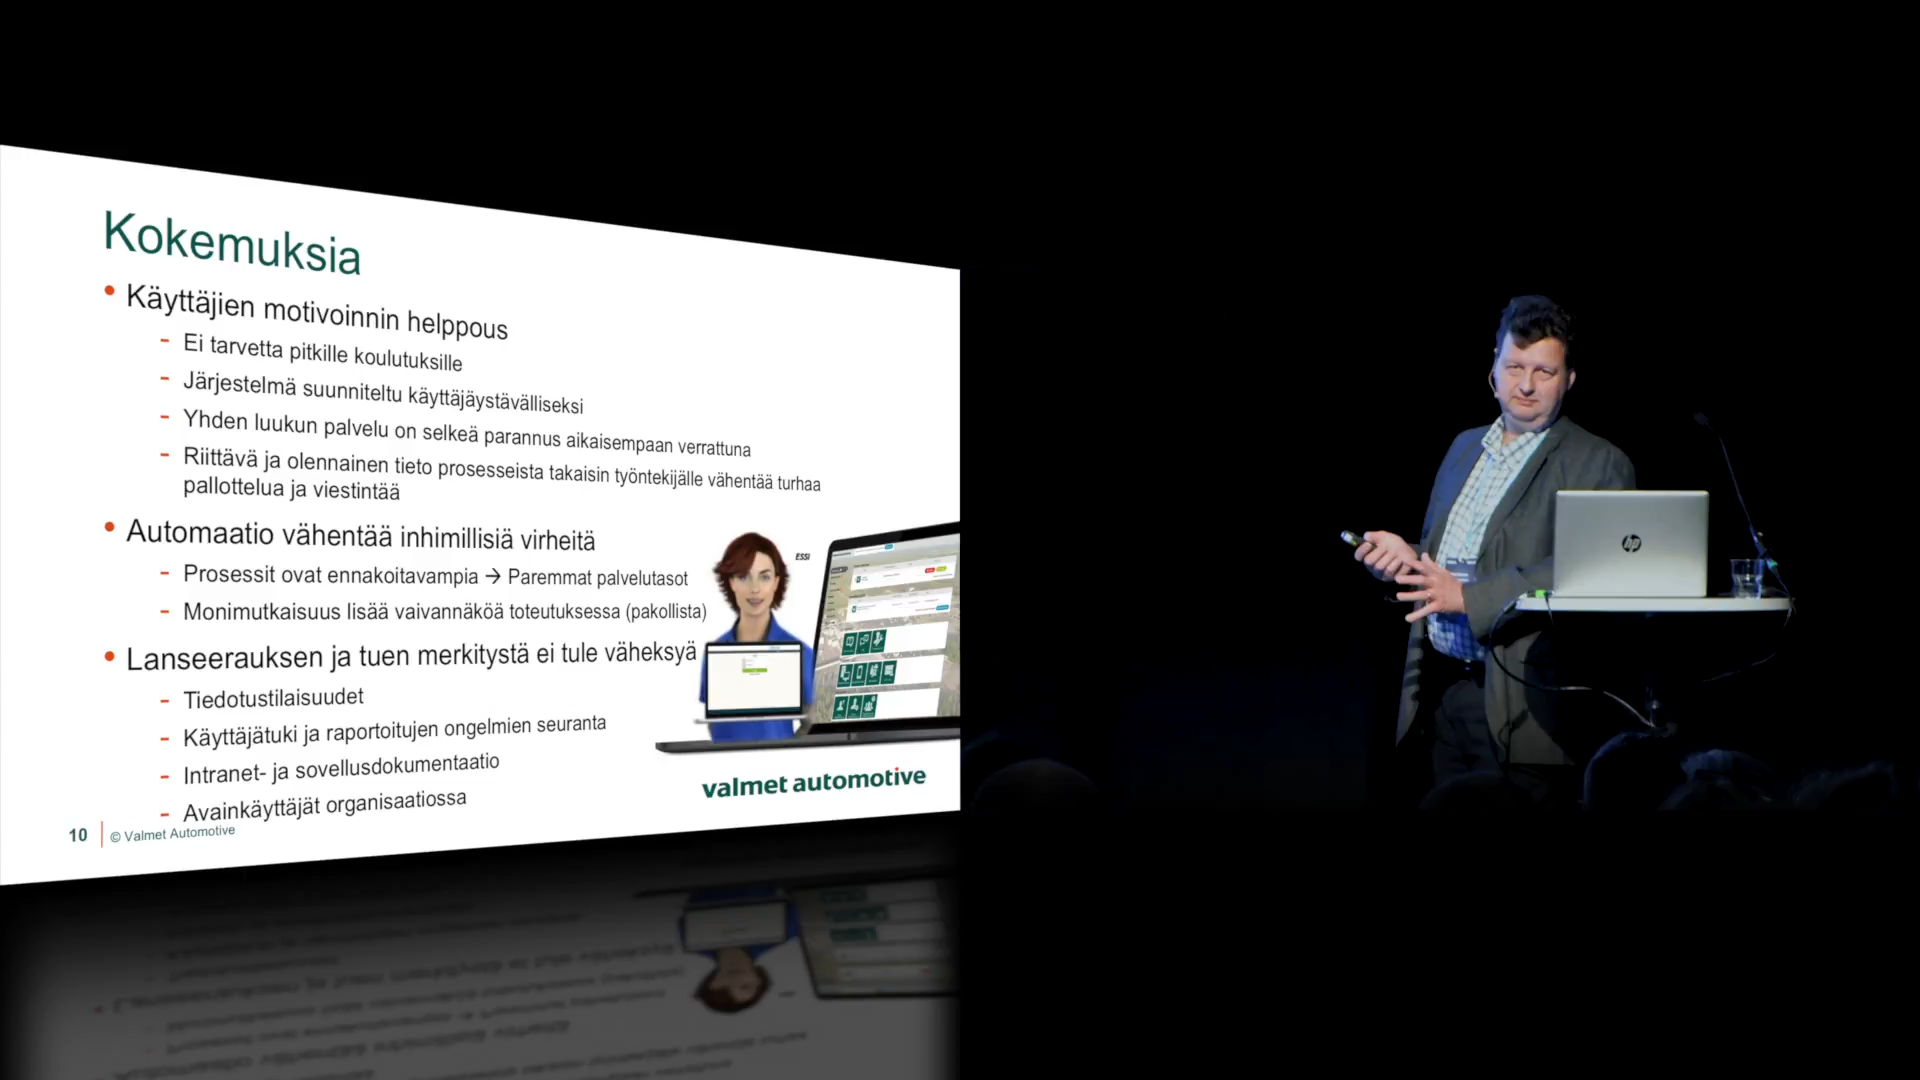 Kokemuksia
• Käyttäjien motivoinnin helppous
- Ei tarvetta pitkille koulutuksille
- Järjestelmä suunniteltu käyttäjäystävälliseksi
- Yhden luukun palvelu on selkeä parannus aikaisempaan verrattuna
- Riittävä ja olennainen tieto prosesseista takaisin työntekijälle vähentää turhaa
pallottelua ja viestintää
• Automaatio vähentää inhimillisiä virheitä
- Prosessit ovat ennakoitavampia → Paremmat palvelutasot
- Monimutkaisuus lisää vaivannäköä toteutuksessa (pakollista)
• Lanseerauksen ja tuen merkitystä ei tule väheksyä
- Tiedotustilaisuudet
- Käyttäjätuki ja raportoitujen ongelmien seuranta
- Intranet- ja sovellusdokumentaatio
- Avainkäyttäjät organisaatiossa
ESSI
valmet automotive
10
© Valmet Automotive
hp